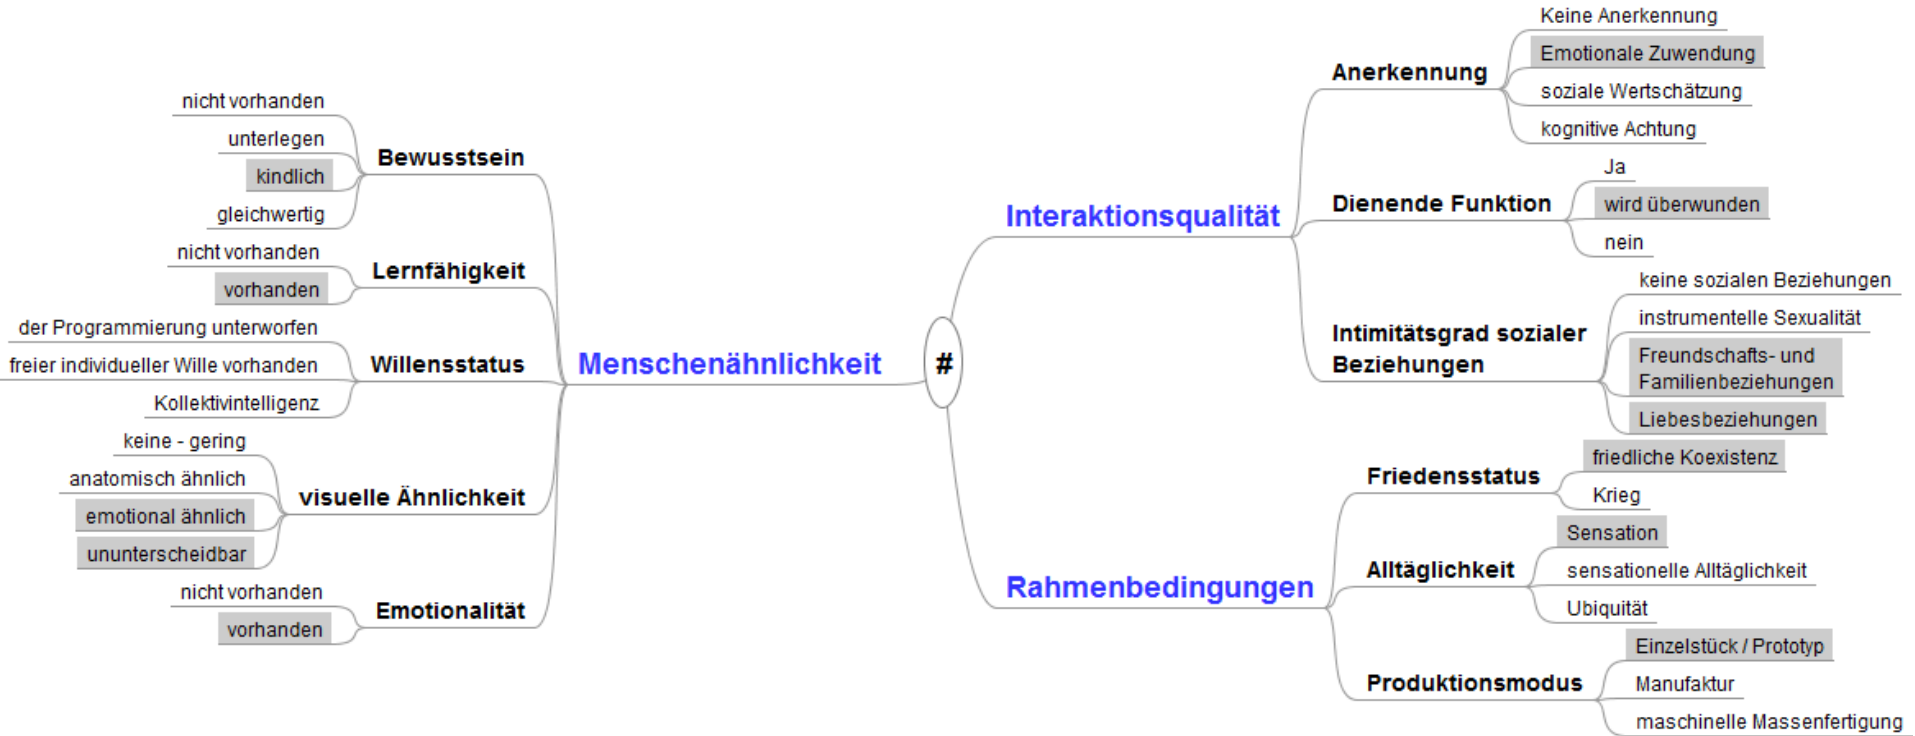 nicht vorhanden
unterlegen
kindlich
gleichwertig
Bewusstsein
nicht vorhanden
vorhanden
Lernfähigkeit
der Programmierung unterworfen
freier individueller Wille vorhanden
Kollektivintelligenz
Willensstatus
keine - gering
anatomisch ähnlich
emotional ähnlich
ununterscheidbar
visuelle Ähnlichkeit
nicht vorhanden
vorhanden
Emotionalität
Menschenähnlichkeit
#
Interaktionsqualität
Anerkennung
Keine Anerkennung
Emotionale Zuwendung
soziale Wertschätzung
kognitive Achtung
Dienende Funktion
Ja
wird überwunden
nein
Intimitätsgrad sozialer
Beziehungen
keine sozialen Beziehungen
instrumentelle Sexualität
Freundschafts- und
Familienbeziehungen
Liebesbeziehungen
Rahmenbedingungen
Friedensstatus
friedliche Koexistenz
Krieg
Alltäglichkeit
Sensation
sensationelle Alltäglichkeit
Ubiquität
Produktionsmodus
Einzelstück / Prototyp
Manufaktur
maschinelle Massenfertigung